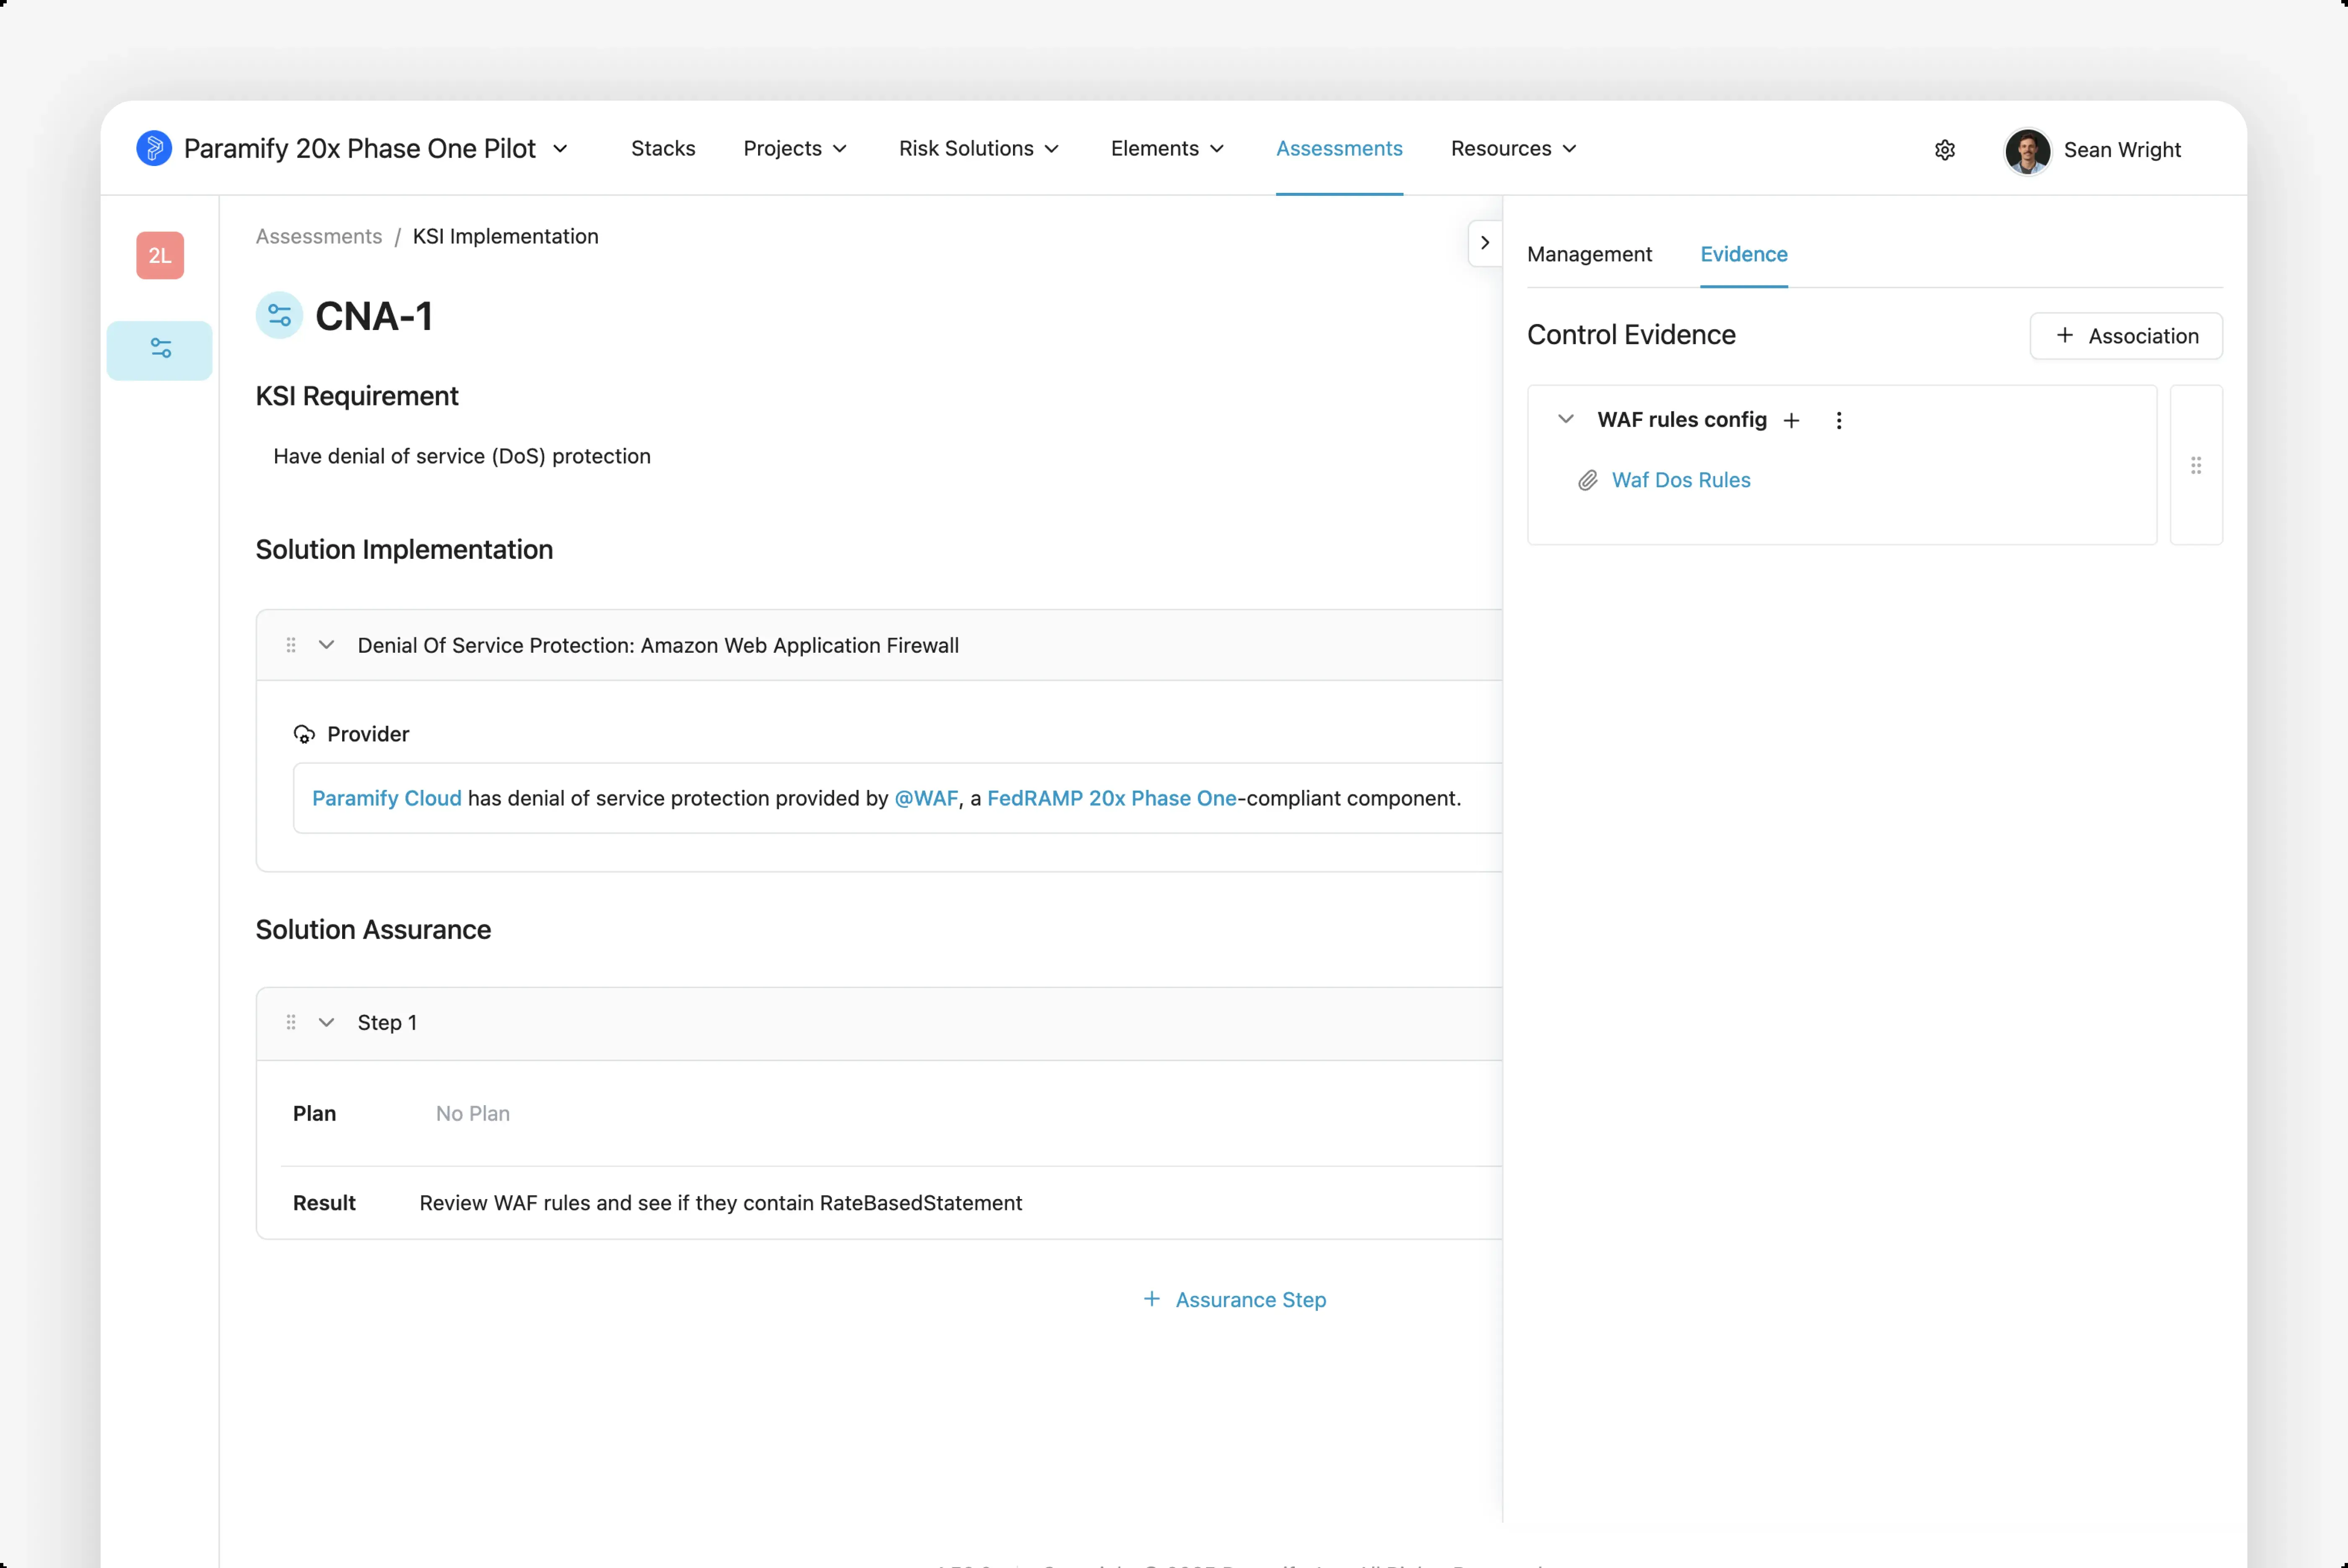 Paramify 20x Phase One Pilot
Stacks
Projects
Risk Solutions
Elements
Assessments
Resources
Sean Wright
2L
Assessments / KSI Implementation
CNA-1
KSI Requirement
Have denial of service (DoS) protection
Solution Implementation
Denial Of Service Protection: Amazon Web Application Firewall
Provider
Paramify Cloud has denial of service protection provided by @WAF, a FedRAMP 20x Phase One-compliant component.
Solution Assurance
Step 1
Plan No Plan
Result Review WAF rules and see if they contain RateBasedStatement
+ Assurance Step
Management
Evidence
Control Evidence
+ Association
WAF rules config
Waf Dos Rules